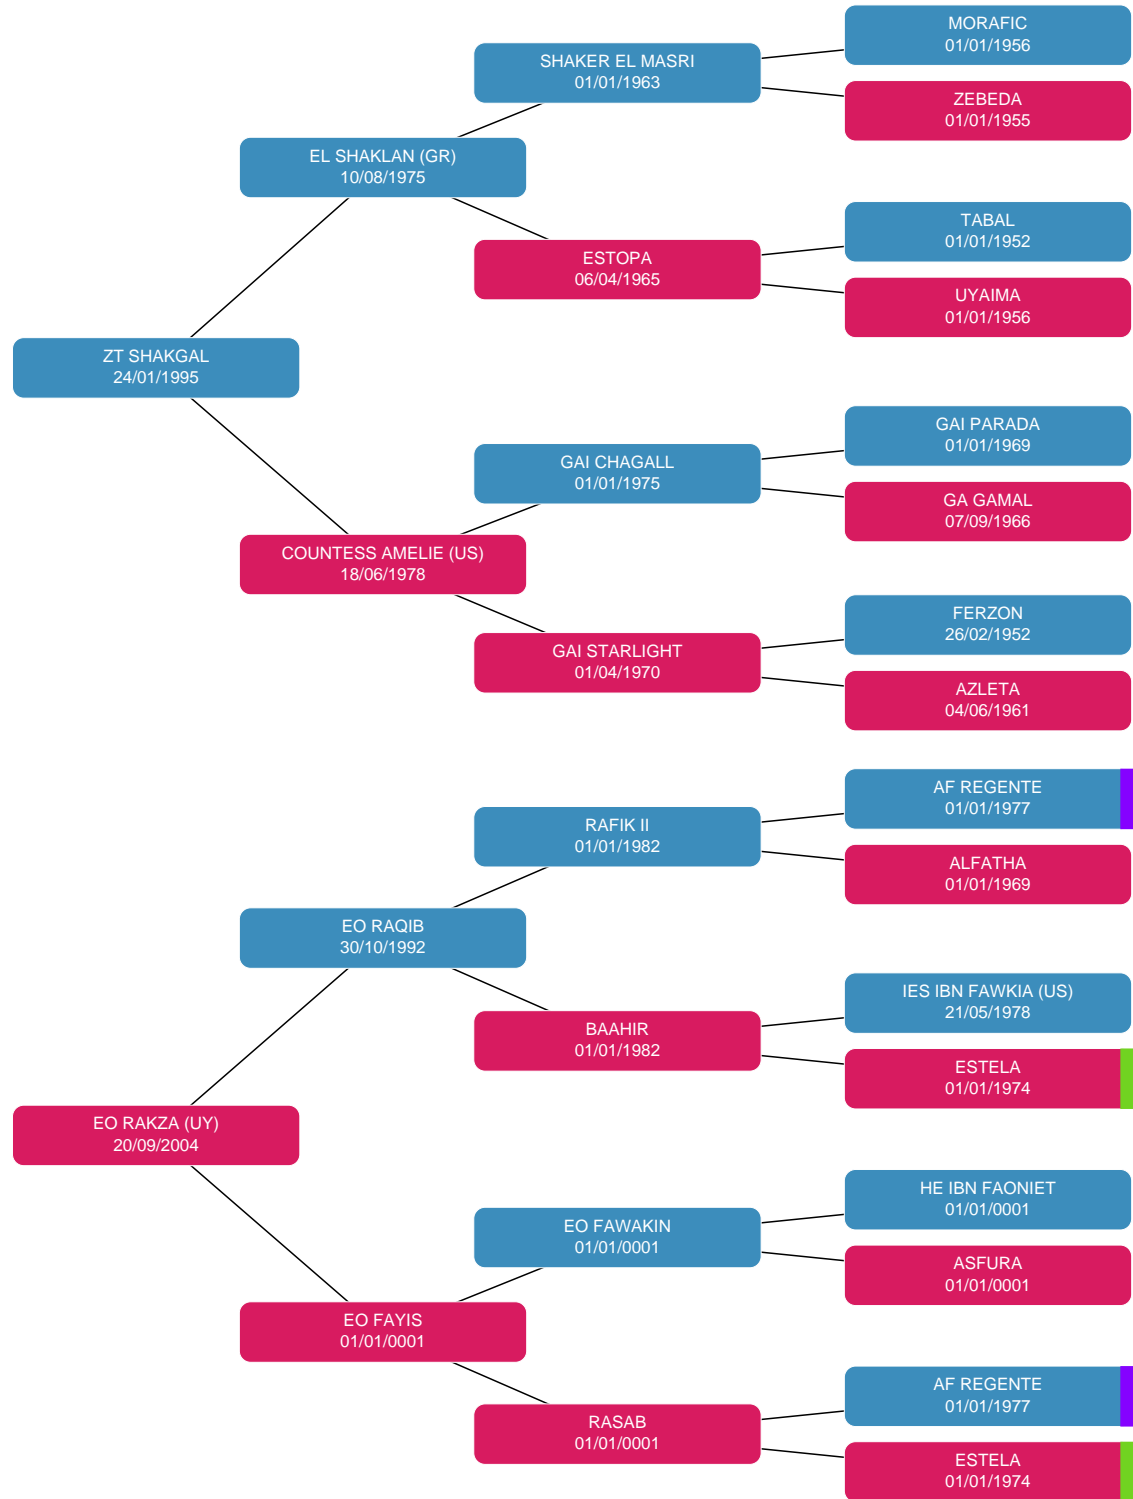 MORAFIC
01/01/1956
SHAKER EL MASRI
01/01/1963
ZEBEDA
01/01/1955
EL SHAKLAN (GR)
10/08/1975
TABAL
01/01/1952
ESTOPA
06/04/1965
UYAIMA
01/01/1956
ZT SHAKGAL
24/01/1995
GAI PARADA
01/01/1969
GAI CHAGALL
01/01/1975
GA GAMAL
07/09/1966
COUNTESS AMELIE (US)
18/06/1978
FERZON
26/02/1952
GAI STARLIGHT
01/04/1970
AZLETA
04/06/1961
AF REGENTE
01/01/1977
RAFIK II
01/01/1982
ALFATHA
01/01/1969
EO RAQIB
30/10/1992
IES IBN FAWKIA (US)
21/05/1978
BAAHIR
01/01/1982
ESTELA
01/01/1974
EO RAKZA (UY)
20/09/2004
HE IBN FAONIET
01/01/0001
EO FAWAKIN
01/01/0001
ASFURA
01/01/0001
EO FAYIS
01/01/0001
AF REGENTE
01/01/1977
RASAB
01/01/0001
ESTELA
01/01/1974